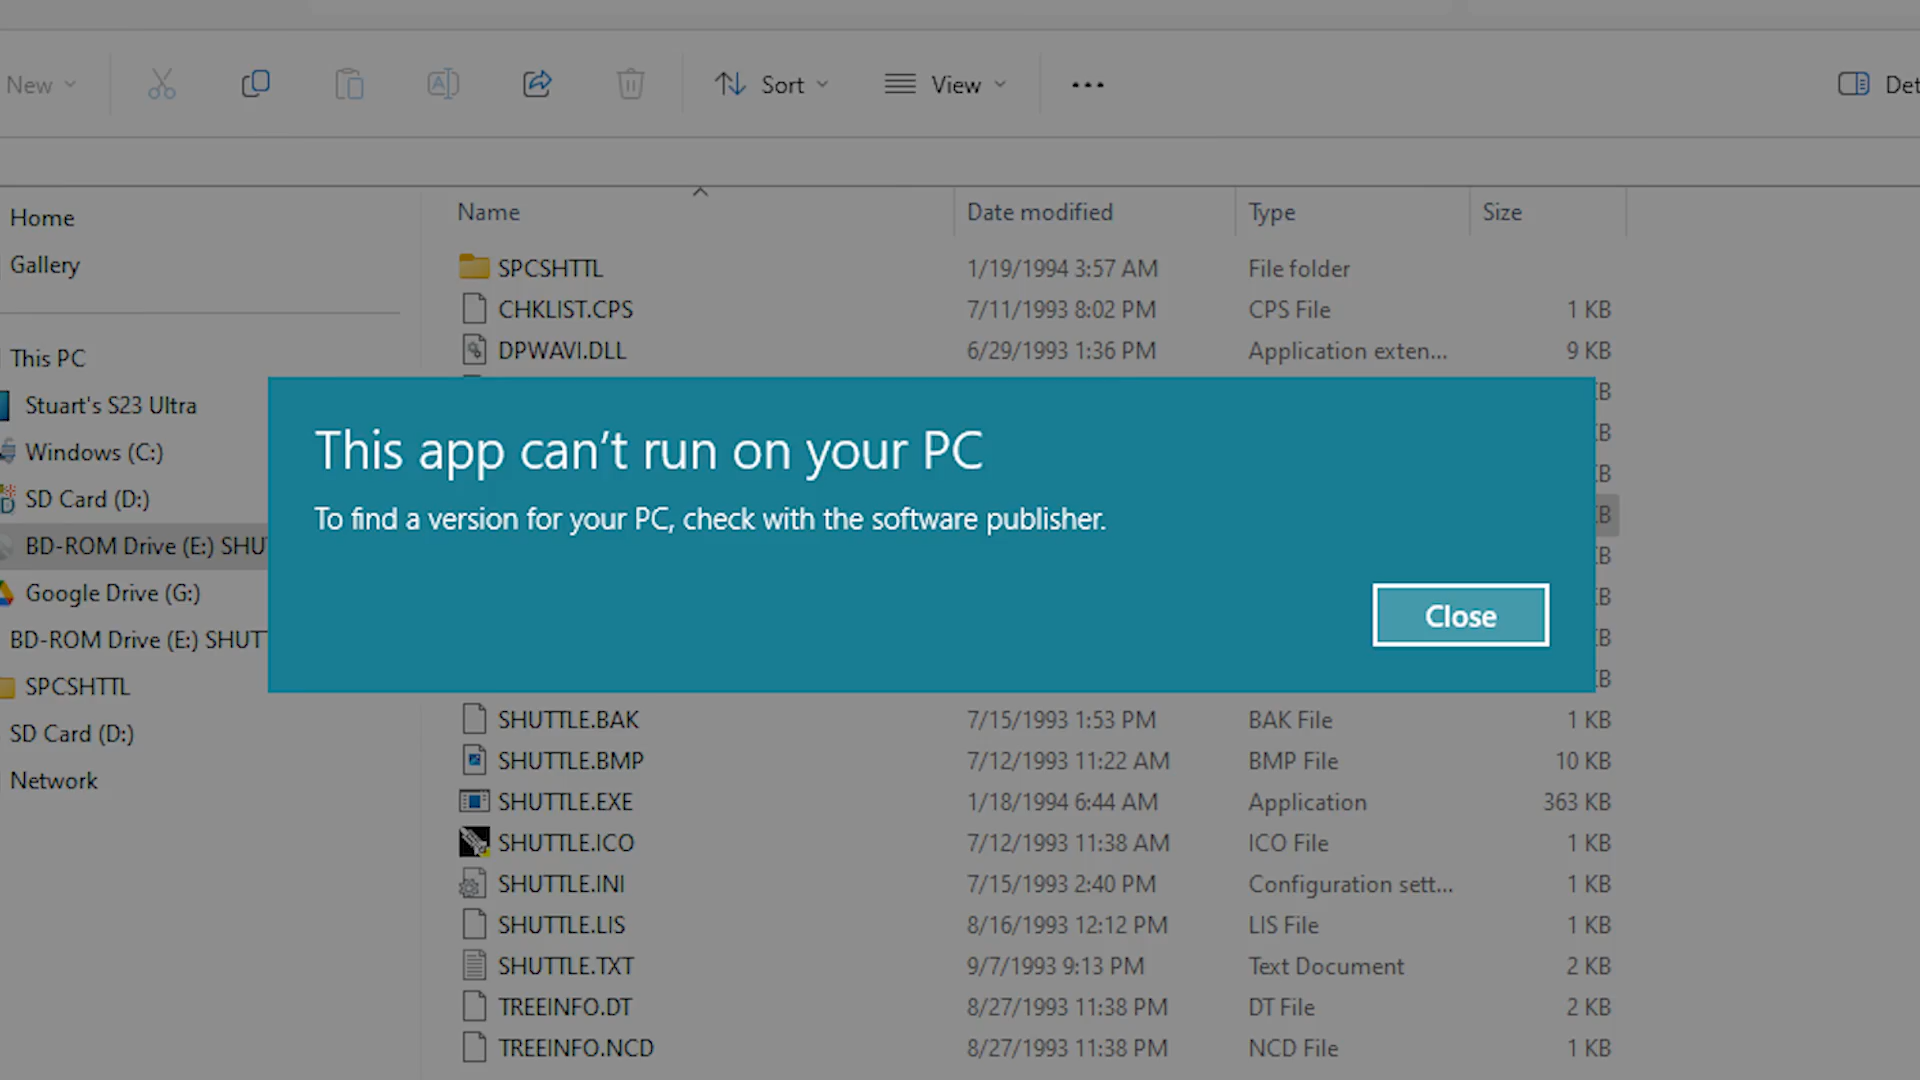 New
Sort
View
Det
Name
Date modified
Type
Size
Home
Gallery
This PC
Stuart's S23 Ultra
Windows (C:)
SD Card (D:)
BD-ROM Drive (E:) SHUT
Google Drive (G:)
BD-ROM Drive (E:) SHUTT
SPCSHTTL
SD Card (D:)
Network
SPCSHTTL 1/19/1994 3:57 AM File folder
CHKLIST.CPS 7/11/1993 8:02 PM CPS File 1 KB
DPWAVI.DLL 6/29/1993 1:36 PM Application exten... 9 KB
This app can't run on your PC
To find a version for your PC, check with the software publisher.
Close
SHUTTLE.BAK 7/15/1993 1:53 PM BAK File 1 KB
SHUTTLE.BMP 7/12/1993 11:22 AM BMP File 10 KB
SHUTTLE.EXE 1/18/1994 6:44 AM Application 363 KB
SHUTTLE.ICO 7/12/1993 11:38 AM ICO File 1 KB
SHUTTLE.INI 7/15/1993 2:40 PM Configuration sett... 1 KB
SHUTTLE.LIS 8/16/1993 12:12 PM LIS File 1 KB
SHUTTLE.TXT 9/7/1993 9:13 PM Text Document 2 KB
TREEINFO.DT 8/27/1993 11:38 PM DT File 2 KB
TREEINFO.NCD 8/27/1993 11:38 PM NCD File 1 KB